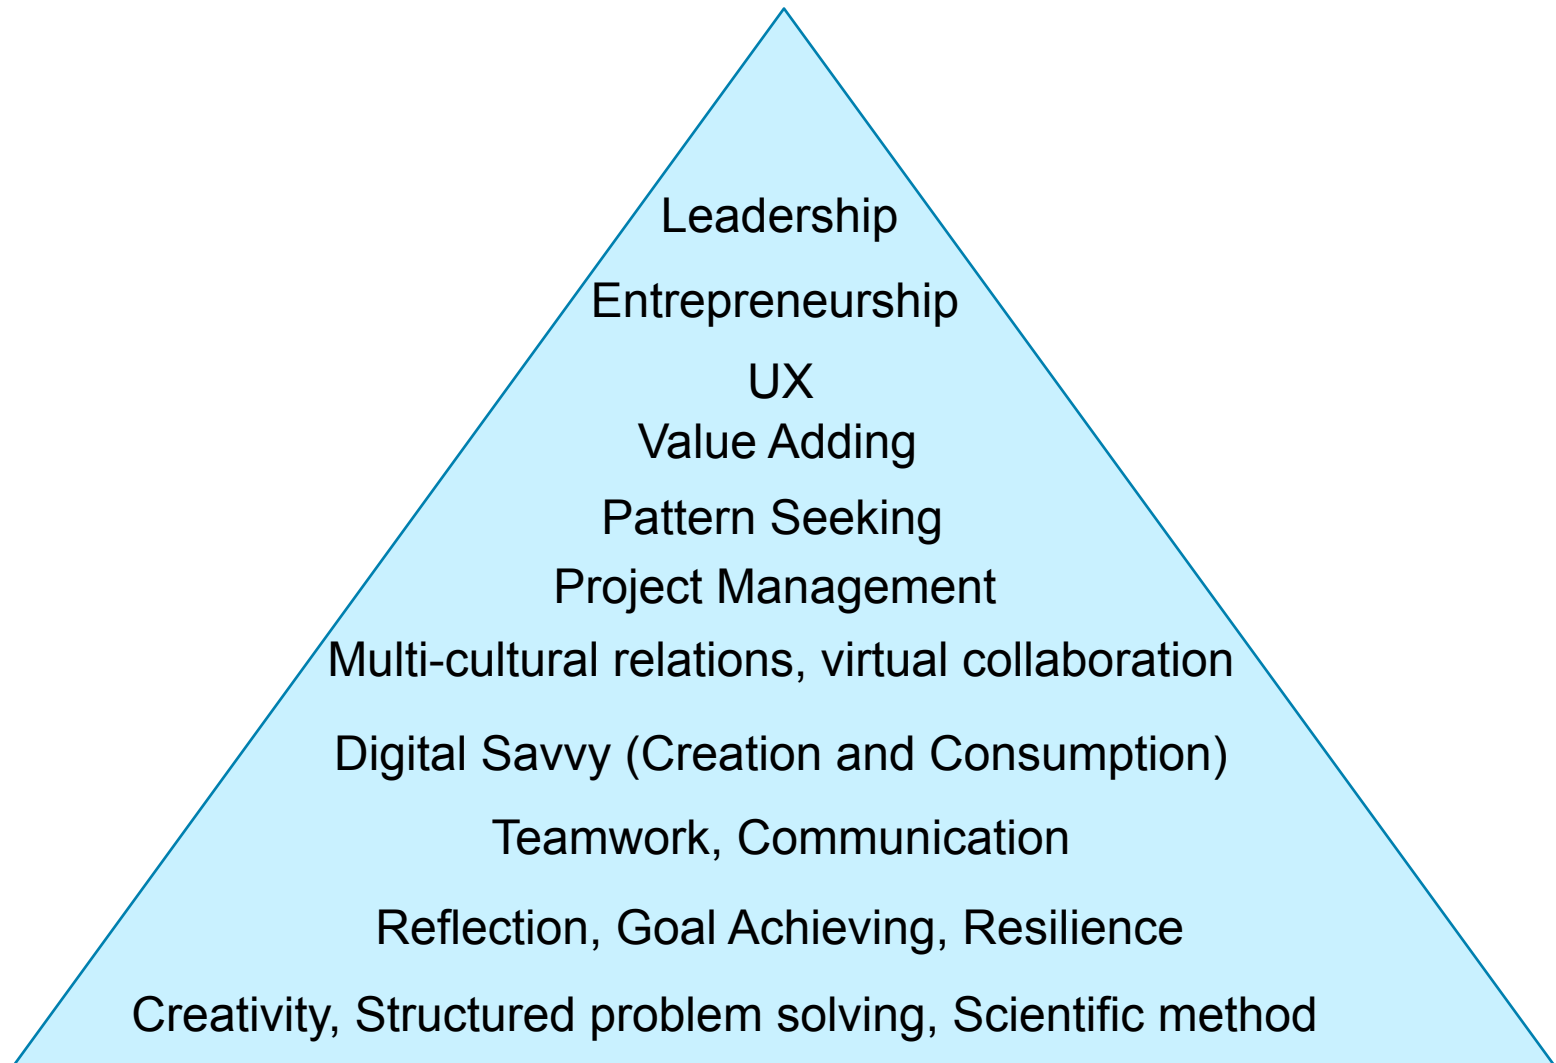 Leadership
Entrepreneurship
UX
Value Adding
Pattern Seeking
Project Management
Multi-cultural relations, virtual collaboration
Digital Savvy (Creation and Consumption)
Teamwork, Communication
Reflection, Goal Achieving, Resilience
Creativity, Structured problem solving, Scientific method